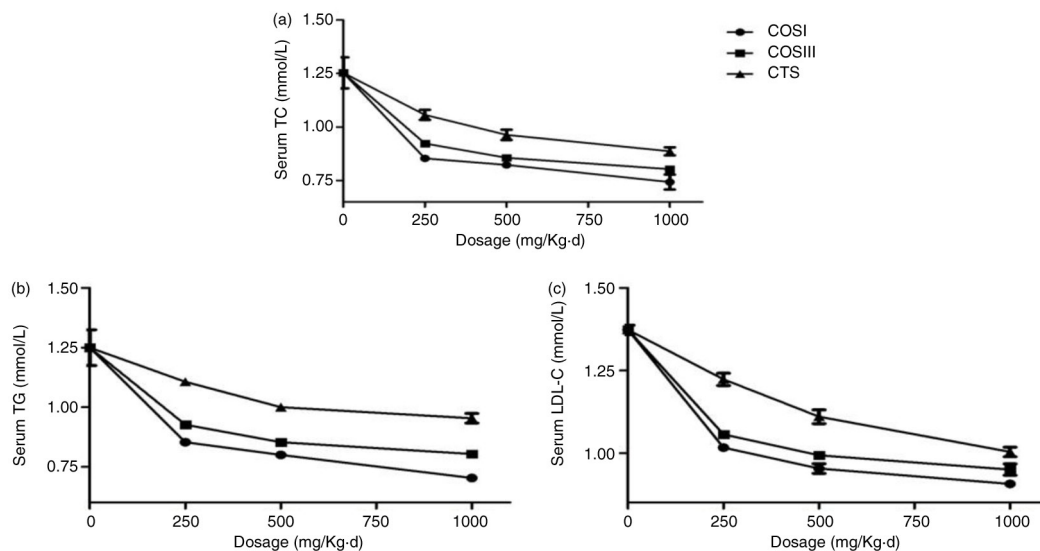 (a)
1.50
1.25
1.00
0.75
Serum TC (mmol/L)
0 250 500 750 1000
Dosage (mg/Kg·d)
COSI
COSIII
CTS
(b)
1.50
1.25
1.00
0.75
Serum TG (mmol/L)
0 250 500 750 1000
Dosage (mg/Kg·d)
(c)
1.50
1.25
1.00
Serum LDL-C (mmol/L)
0 250 500 750 1000
Dosage (mg/Kg·d)